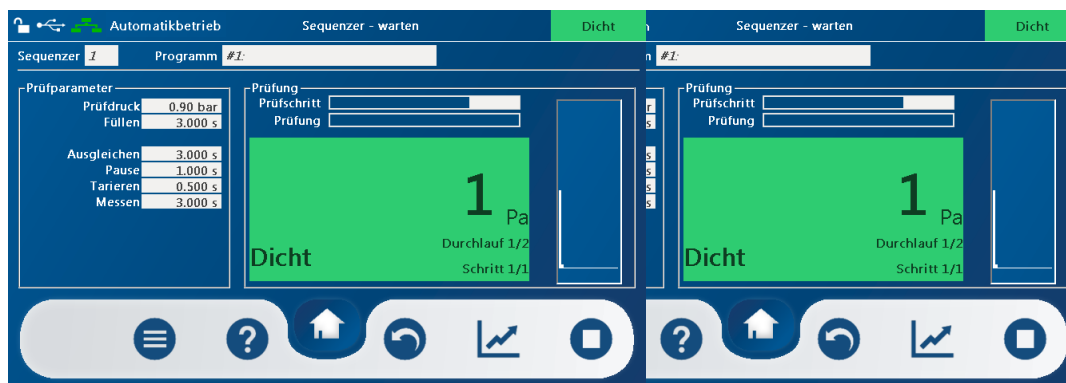 Automatikbetrieb Sequenzer - warten Dicht
Sequenzer 1 Programm #1:
Prüfparameter
Prüfdruck 0.90 bar
Füllen 3.000 s
Ausgleichen 3.000 s
Pause 1.000 s
Tarieren 0.500 s
Messen 3.000 s
Prüfung
Prüfschritt
Prüfung
1 Pa
Durchlauf 1/2
Dicht
Schritt 1/1
?
Sequenzer - warten Dicht
#1:
Prüfung
Prüfschritt
Prüfung
1 Pa
Durchlauf 1/2
Dicht
Schritt 1/1
?